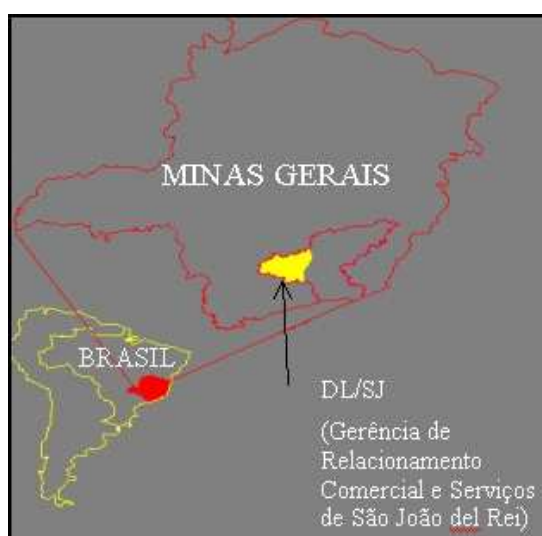 MINAS GERAIS
BRASIL
DL/SJ
(Gerência de
Relacionamento
Comercial e Serviços
de São João del Rei)